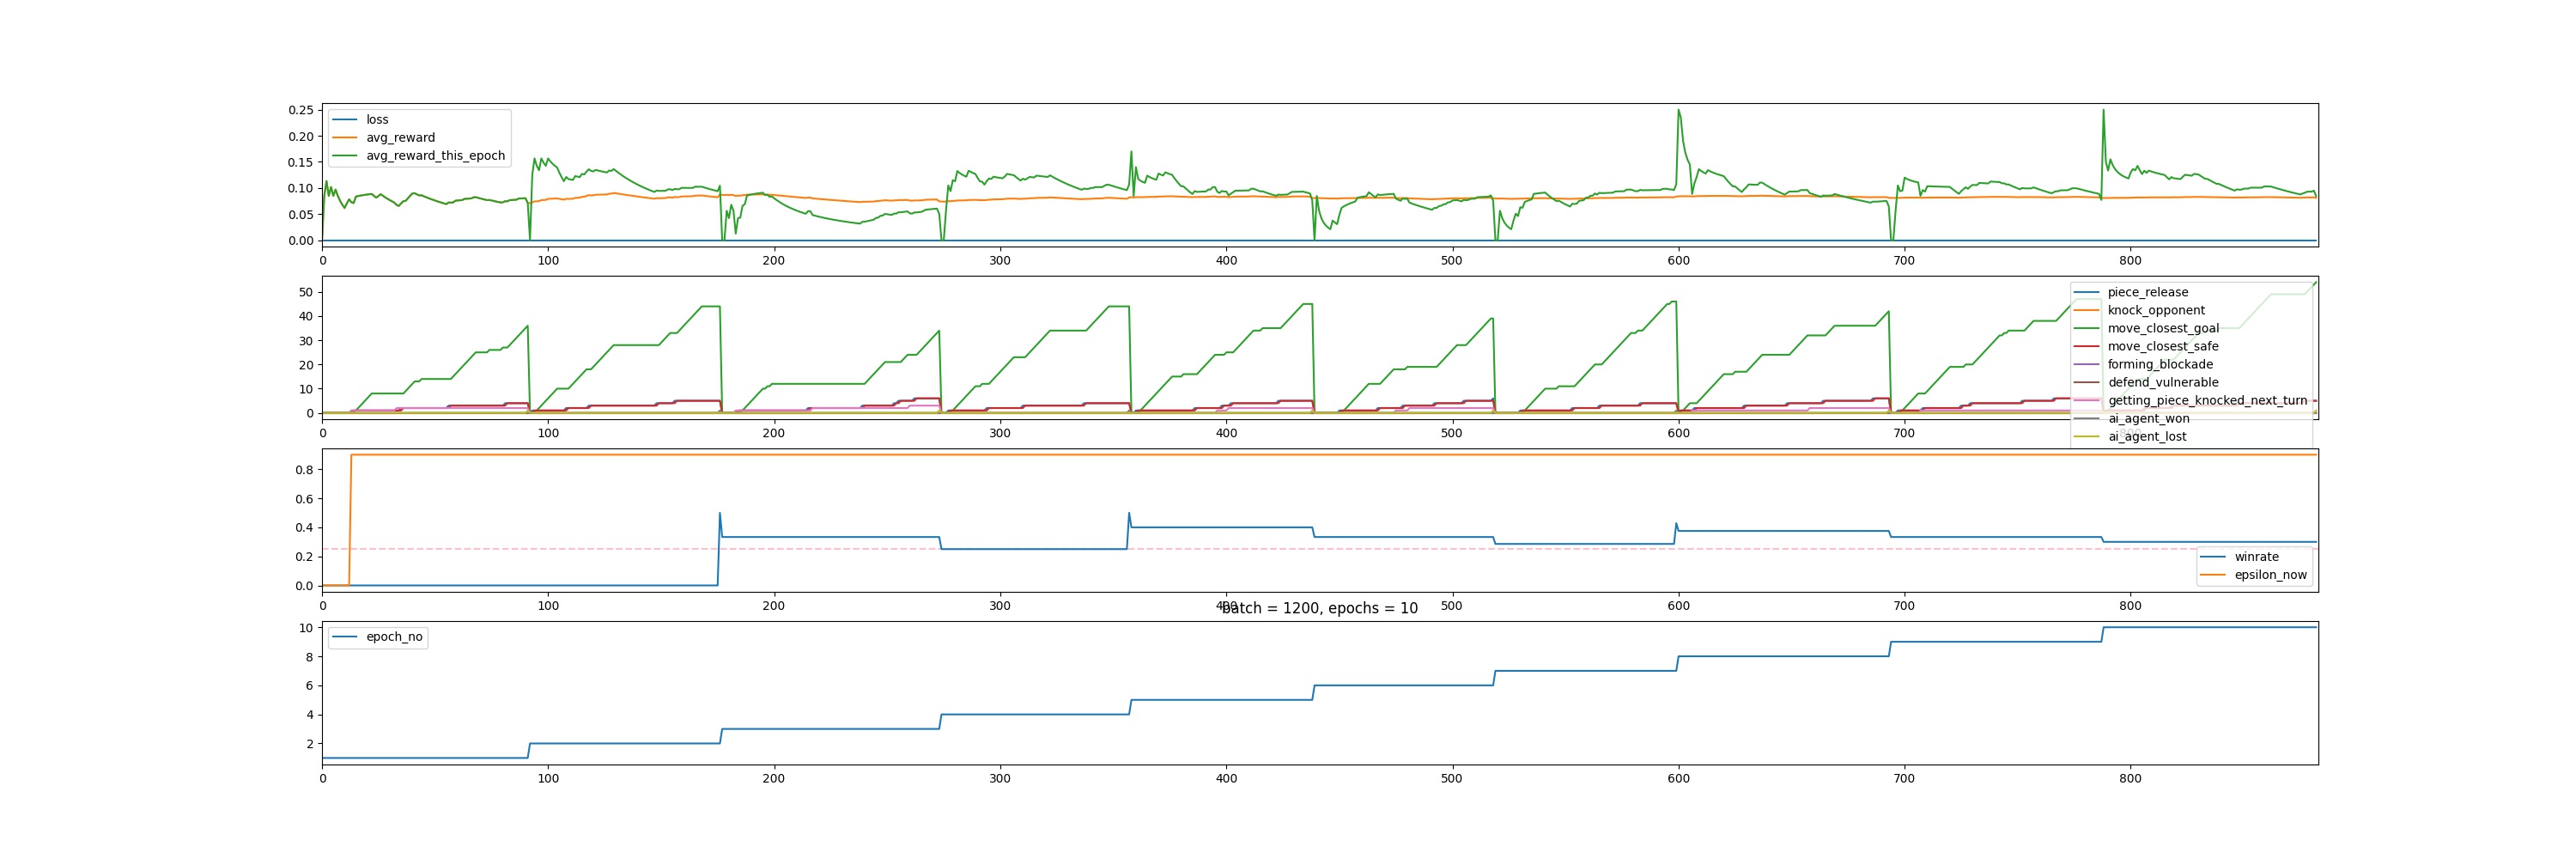 0.25
0.20
0.15
0.10
0.05
0.00
loss
avg_reward
avg_reward_this_epoch
0 100 200 300 400 500 600 700 800
50
40
30
20
10
0
piece_release
knock_opponent
move_closest_goal
move_closest_safe
forming_blockade
defend_vulnerable
getting_piece_knocked_next_turn
ai_agent_won
ai_agent_lost
0 100 200 300 400 500 600 700 800
0.8
0.6
0.4
0.2
0.0
winrate
epsilon_now
0 100 200 300 400 500 600 700 800
batch = 1200, epochs = 10
10
8
6
4
2
epoch_no
0 100 200 300 400 500 600 700 800